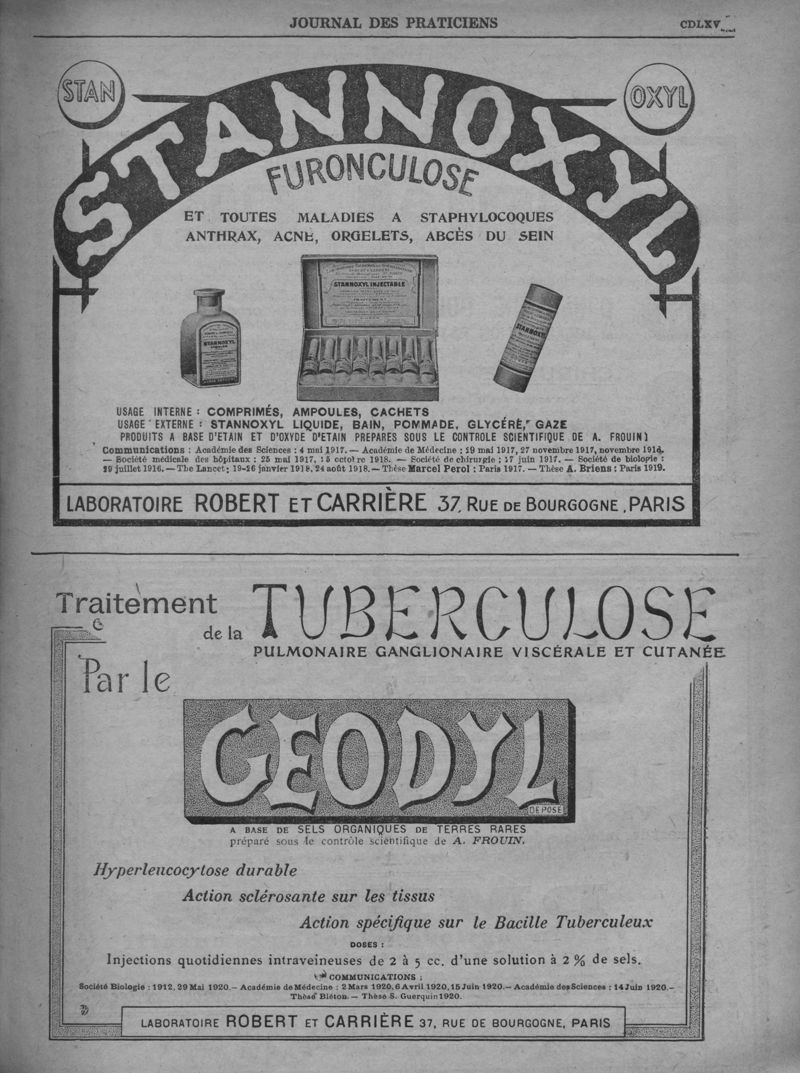 JOURNAL DES PRATICIENS
CDLXV
STAN
OXYL
STANNOXYL
FURONCULOSE
ET TOUTES MALADIES A STAPHYLOCOQUES
ANTHRAX, ACNE, ORGELETS, ABCÈS DU SEIN
STANNOXYL INJECTABLE
STANNOXYL
STANNOXYL
USAGE INTERNE : COMPRIMÉS, AMPOULES, CACHETS
USAGE EXTERNE : STANNOXYL LIQUIDE, BAIN, POMMADE, GLYCÉRÉ, GAZE
PRODUITS A BASE D'ETAIN ET D'OXYDE D'ETAIN PREPARES SOUS LE CONTROLE SCIENTIFIQUE DE A. FROUIN)
Communications : Académie des Sciences : 4 mai 1917. — Académie de Médecine : 29 mai 1917, 27 novembre 1917, novembre 1918.
— Société médicale des hôpitaux : 25 mai 1917, 15 octobre 1918. — Société de chirurgie : 17 juin 1917. — Société de biologie :
29 juillet 1916. — The Lancet : 19-26 janvier 1918, 24 août 1918. — Thèse Marcel Perol : Paris 1917. — Thèse A. Briens : Paris 1919.
LABORATOIRE ROBERT ET CARRIÈRE 37, RUE DE BOURGOGNE, PARIS
Traitement
de la TUBERCULOSE
PULMONAIRE GANGLIONAIRE VISCÉRALE ET CUTANÉE
Par le
GEODYL
DEPOSÉ
A BASE DE SELS ORGANIQUES DE TERRES RARES
préparé sous le contrôle scientifique de A. FROUIN.
Hyperleucocytose durable
Action sclérosante sur les tissus
Action spécifique sur le Bacille Tuberculeux
DOSES :
Injections quotidiennes intraveineuses de 2 à 5 cc. d'une solution à 2 % de sels.
COMMUNICATIONS :
Société Biologie : 1912, 29 Mai 1920. — Académie de Médecine : 2 Mars 1920, 6 Avril 1920, 15 Juin 1920. — Académie des Sciences : 14 Juin 1920. —
Thèse Bléton. — Thèse S. Guerquin 1920.
LABORATOIRE ROBERT ET CARRIÈRE 37, RUE DE BOURGOGNE, PARIS